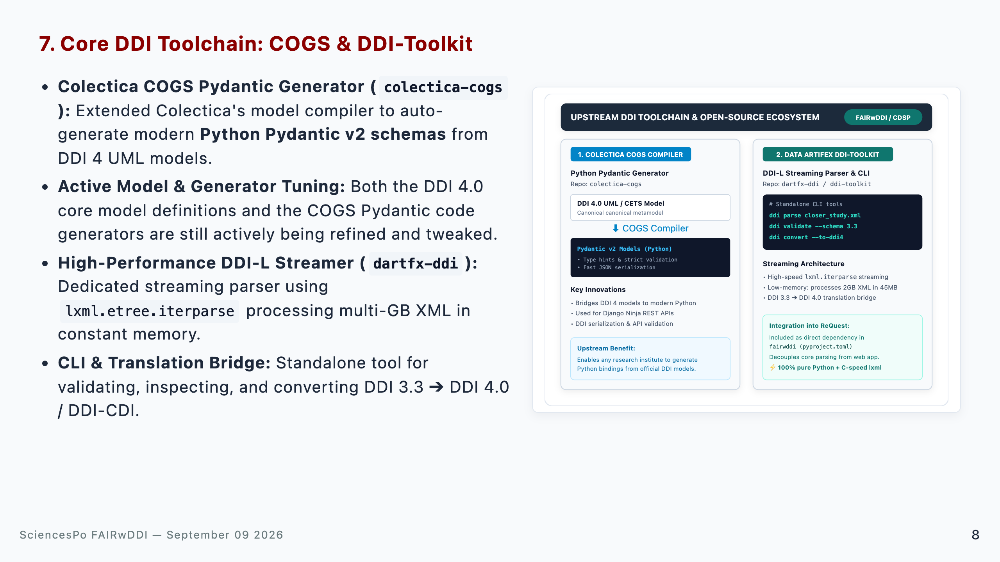 7. Core DDI Toolchain: COGS & DDI-Toolkit
• Colectica COGS Pydantic Generator ( colectica-cogs
): Extended Colectica's model compiler to auto-
generate modern Python Pydantic v2 schemas from
DDI 4 UML models.
• Active Model & Generator Tuning: Both the DDI 4.0
core model definitions and the COGS Pydantic code
generators are still actively being refined and tweaked.
• High-Performance DDI-L Streamer ( dartfx-ddi ):
Dedicated streaming parser using
lxml.etree.iterparse processing multi-GB XML in
constant memory.
• CLI & Translation Bridge: Standalone tool for
validating, inspecting, and converting DDI 3.3 ➔ DDI 4.0
/ DDI-CDI.
UPSTREAM DDI TOOLCHAIN & OPEN-SOURCE ECOSYSTEM
FAIRwDDI / CDSP
1. COLECTICA COGS COMPILER
Python Pydantic Generator
Repo: colectica-cogs
DDI 4.0 UML / CETS Model
Canonical canonical metamodel
⬇ COGS Compiler
Pydantic v2 Models (Python)
• Type hints & strict validation
• Fast JSON serialization
Key Innovations
• Bridges DDI 4 models to modern Python
• Used for Django Ninja REST APIs
• DDI serialization & API validation
Upstream Benefit:
Enables any research institute to generate
Python bindings from official DDI models.
2. DATA ARTIFEX DDI-TOOLKIT
DDI-L Streaming Parser & CLI
Repo: dartfx-ddi / ddi-toolkit
# Standalone CLI tools
ddi parse closer_study.xml
ddi validate --schema 3.3
ddi convert --to-ddi4
Streaming Architecture
• High-speed lxml.iterparse streaming
• Low-memory: processes 2GB XML in 45MB
• DDI 3.3 ➔ DDI 4.0 translation bridge
Integration into ReQuest:
Included as direct dependency in
fairwddi (pyproject.toml)
Decouples core parsing from web app.
⚡ 100% pure Python + C-speed lxml
SciencesPo FAIRwDDI — September 09 2026
8